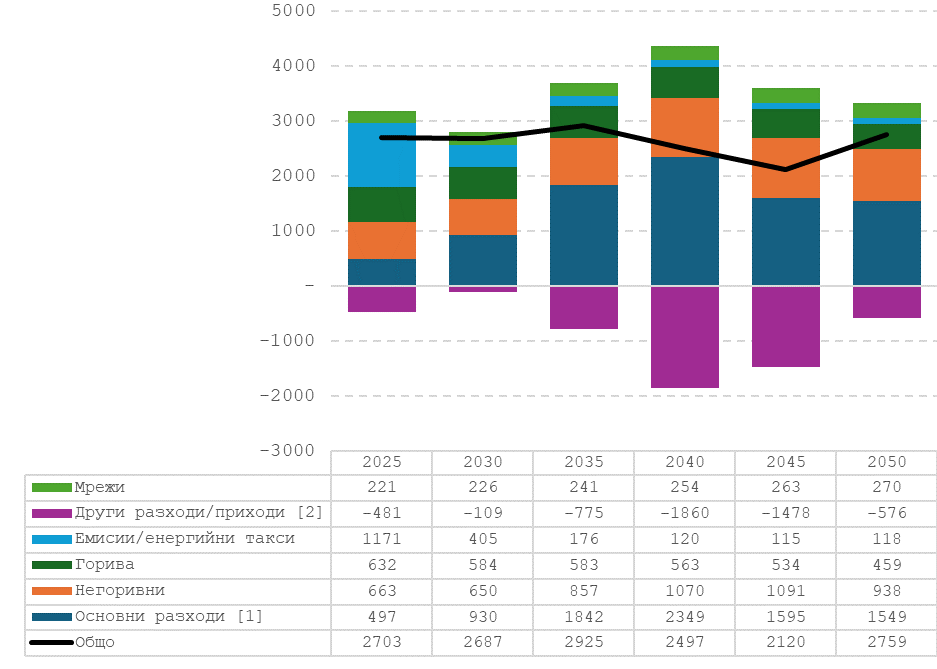 5000
4000
3000
2000
1000
-
-1000
-2000
-3000
2025 2030 2035 2040 2045 2050
Мрежи 221 226 241 254 263 270
Други разходи/приходи [2] -481 -109 -775 -1860 -1478 -576
Емисии/енергийни такси 1171 405 176 120 115 118
Горива 632 584 583 563 534 459
Негоривни 663 650 857 1070 1091 938
Основни разходи [1] 497 930 1842 2349 1595 1549
Общо 2703 2687 2925 2497 2120 2759